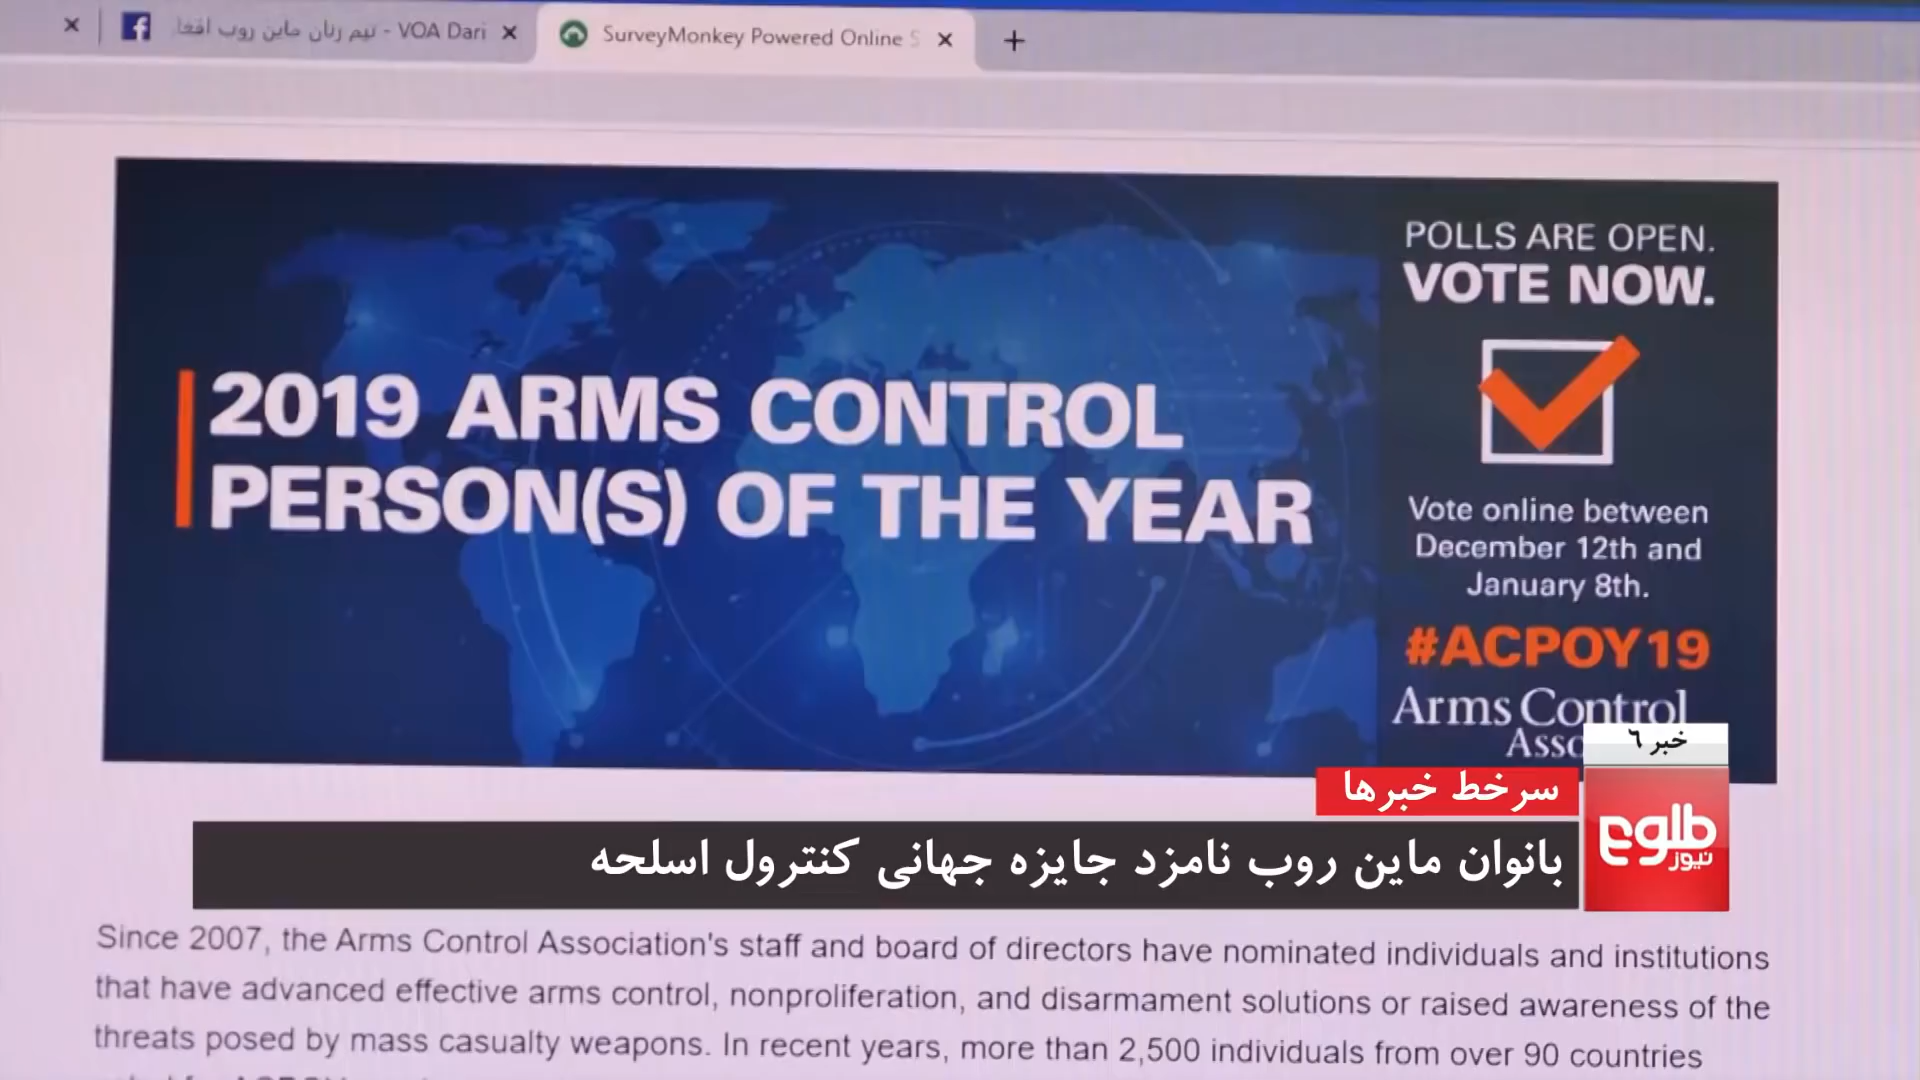 تیم زنان ماین روب افغا - VOA Dari
SurveyMonkey Powered Online S
2019 ARMS CONTROL
PERSON(S) OF THE YEAR
POLLS ARE OPEN.
VOTE NOW.
Vote online between
December 12th and
January 8th.
#ACPOY19
Arms Control
خبر ٦
سرخط خبرها
طلوع
نیوز
بانوان ماین روب نامزد جایزه جهانی کنترول اسلحه
Since 2007, the Arms Control Association's staff and board of directors have nominated individuals and institutions
that have advanced effective arms control, nonproliferation, and disarmament solutions or raised awareness of the
threats posed by mass casualty weapons. In recent years, more than 2,500 individuals from over 90 countries